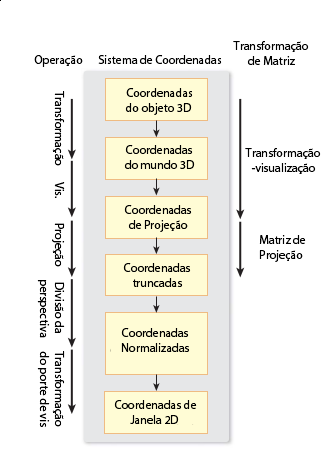 Transformação
de Matriz
Operação
Sistema de Coordenadas
Coordenadas
do objeto 3D
Transformação
Coordenadas
do mundo 3D
Transformação
-visualização
Vis.
Coordenadas
de Projeção
Projeção
Matriz de
Projeção
Coordenadas
truncadas
Divisão da
perspectiva
Coordenadas
Normalizadas
Transformação
do porte de vis
Coordenadas de
Janela 2D